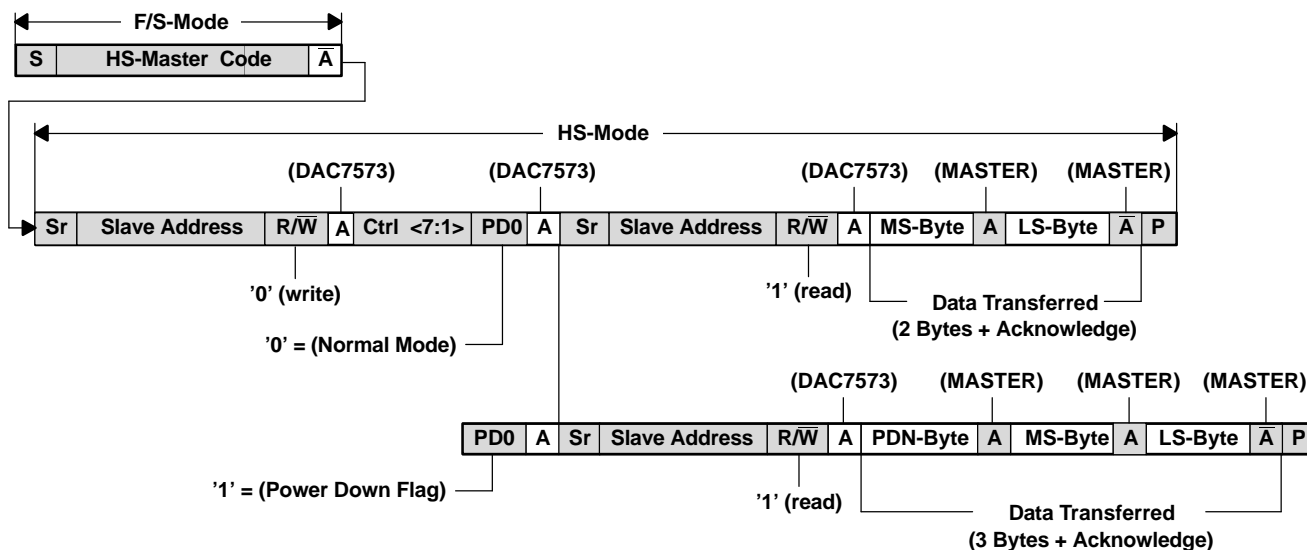 F/S-Mode
S HS-Master Code A̅
HS-Mode
(DAC7573) (DAC7573) (DAC7573) (MASTER) (MASTER)
Sr Slave Address R/W̅ A Ctrl <7:1> PD0 A Sr Slave Address R/W̅ A MS-Byte A LS-Byte A̅ P
’0’ (write) ’1’ (read) Data Transferred
(2 Bytes + Acknowledge)
’0’ = (Normal Mode)
(DAC7573) (MASTER) (MASTER) (MASTER)
PD0 A Sr Slave Address R/W̅ A PDN-Byte A MS-Byte A LS-Byte A̅ P
’1’ = (Power Down Flag) ’1’ (read)
Data Transferred
(3 Bytes + Acknowledge)